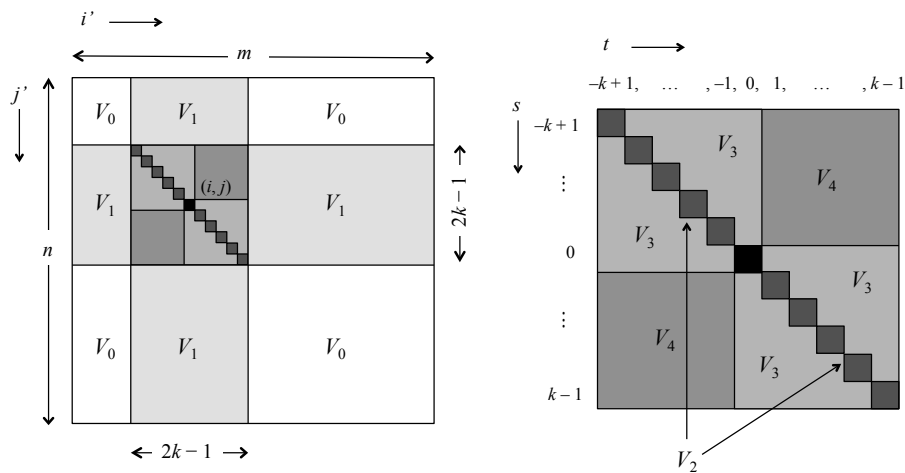 i'
m
j'
V0 V1 V0
(i, j)
V1 V1
2k – 1
n
V0 V1 V0
2k – 1
t
–k + 1, … , –1, 0, 1, … , k – 1
s
–k + 1
V3
V4
⋮
V3
0
V3
⋮
V4
V3
k – 1
V2